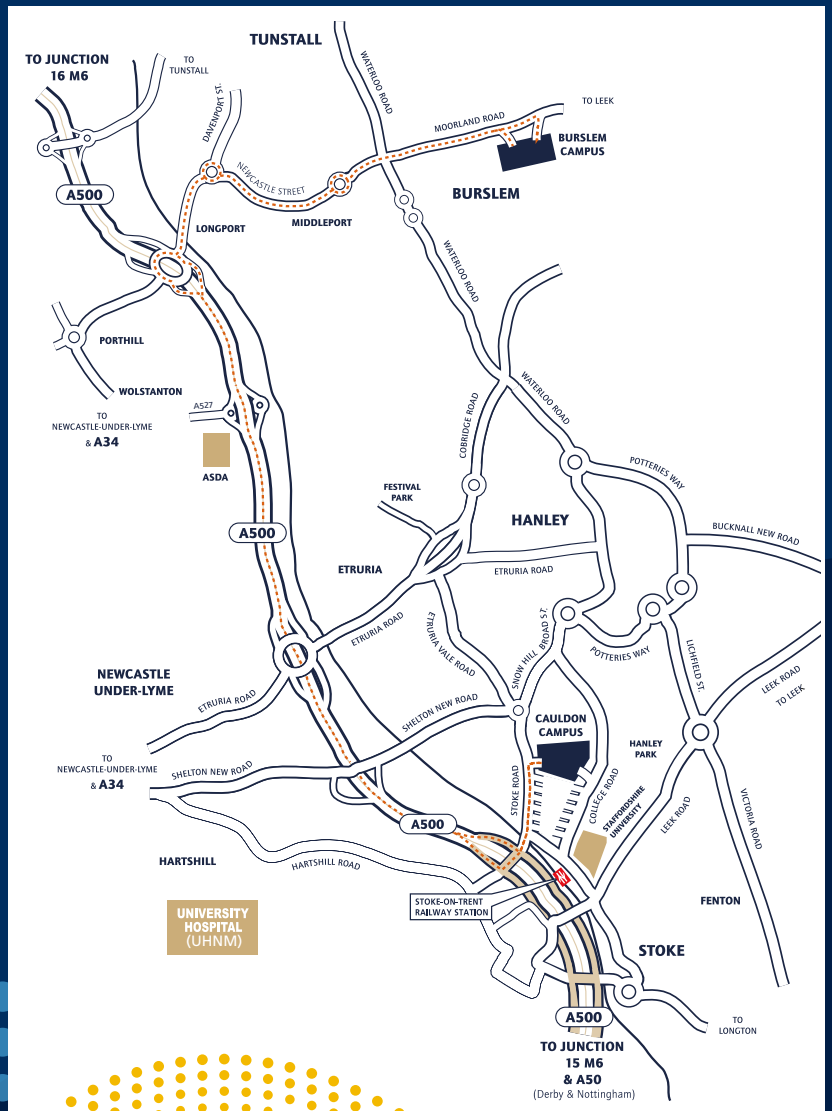 TUNSTALL
TO JUNCTION
16 M6
TO
TUNSTALL
WATERLOO ROAD
DAVENPORT ST.
MOORLAND ROAD
TO LEEK
BURSLEM
CAMPUS
A500
NEWCASTLE STREET
BURSLEM
LONGPORT
MIDDLEPORT
WATERLOO ROAD
PORTHILL
WOLSTANTON
A527
TO
NEWCASTLE-UNDER-LYME
& A34
ASDA
COBRIDGE ROAD
WATERLOO ROAD
POTTERIES WAY
FESTIVAL
PARK
HANLEY
BUCKNALL NEW ROAD
A500
ETRURIA
ETRURIA ROAD
ETRURIA ROAD
ETRURIA VALE ROAD
SNOW HILL
BROAD ST.
POTTERIES WAY
LICHFIELD ST.
LEEK ROAD
TO LEEK
NEWCASTLE
UNDER-LYME
ETRURIA ROAD
SHELTON NEW ROAD
CAULDON
CAMPUS
HANLEY
PARK
TO
NEWCASTLE-UNDER-LYME
& A34
SHELTON NEW ROAD
STOKE ROAD
COLLEGE ROAD
STAFFORDSHIRE
UNIVERSITY
LEEK ROAD
VICTORIA ROAD
A500
HARTSHILL
HARTSHILL ROAD
STOKE-ON-TRENT
RAILWAY STATION
FENTON
UNIVERSITY
HOSPITAL
(UHNM)
STOKE
A500
TO
LONGTON
TO JUNCTION
15 M6
& A50
(Derby & Nottingham)